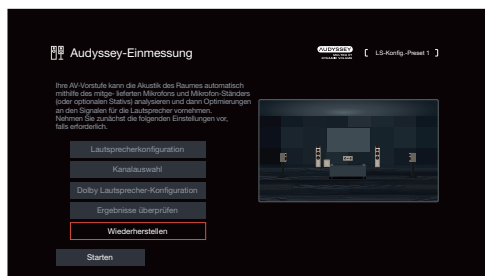 Audyssey-Einmessung
AUDYSSEY
[ LS-Konfig.-Preset 1 ]
Ihre AV-Vorstufe kann die Akustik des Raumes automatisch
mithilfe des mitge- lieferten Mikrofons und Mikrofon-Ständers
(oder optionalen Stativs) analysieren und dann Optimierungen
an den Signalen für die Lautsprecher vornehmen.
Nehmen Sie zunächst die folgenden Einstellungen vor,
falls erforderlich.
Lautsprecherkonfiguration
Kanalauswahl
Dolby Lautsprecher-Konfiguration
Ergebnisse überprüfen
Wiederherstellen
Starten